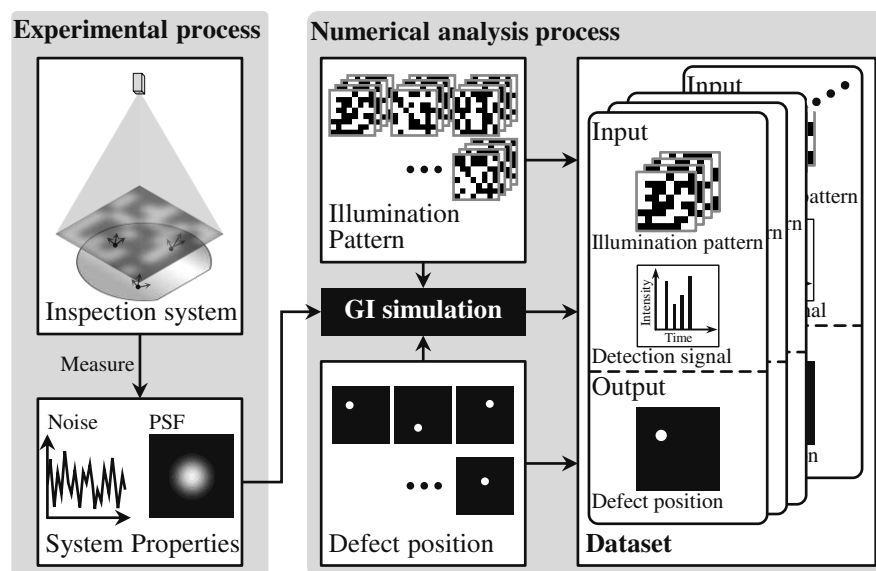 Experimental process
Inspection system
Measure
Noise
PSF
System Properties
Numerical analysis process
Illumination
Pattern
GI simulation
Defect position
Input
Input
Illumination pattern
pattern
Intensity
Time
Detection signal
Output
Defect position
Dataset